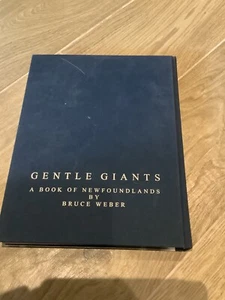 GENTLE GIANTS
A BOOK OF NEWFOUNDLANDS
BY
BRUCE WEBER